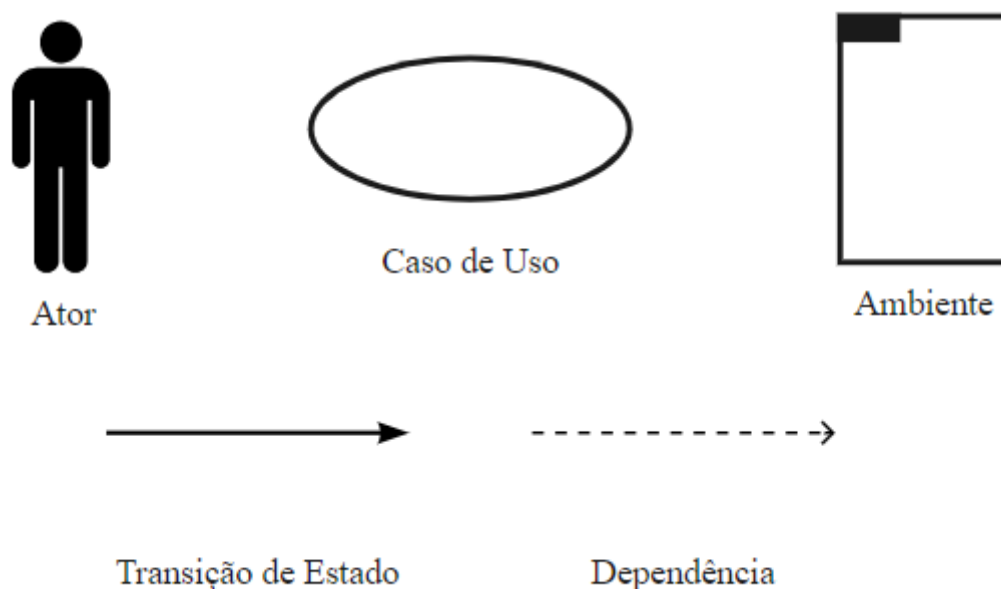 Caso de Uso
Ator
Ambiente
Transição de Estado
Dependência